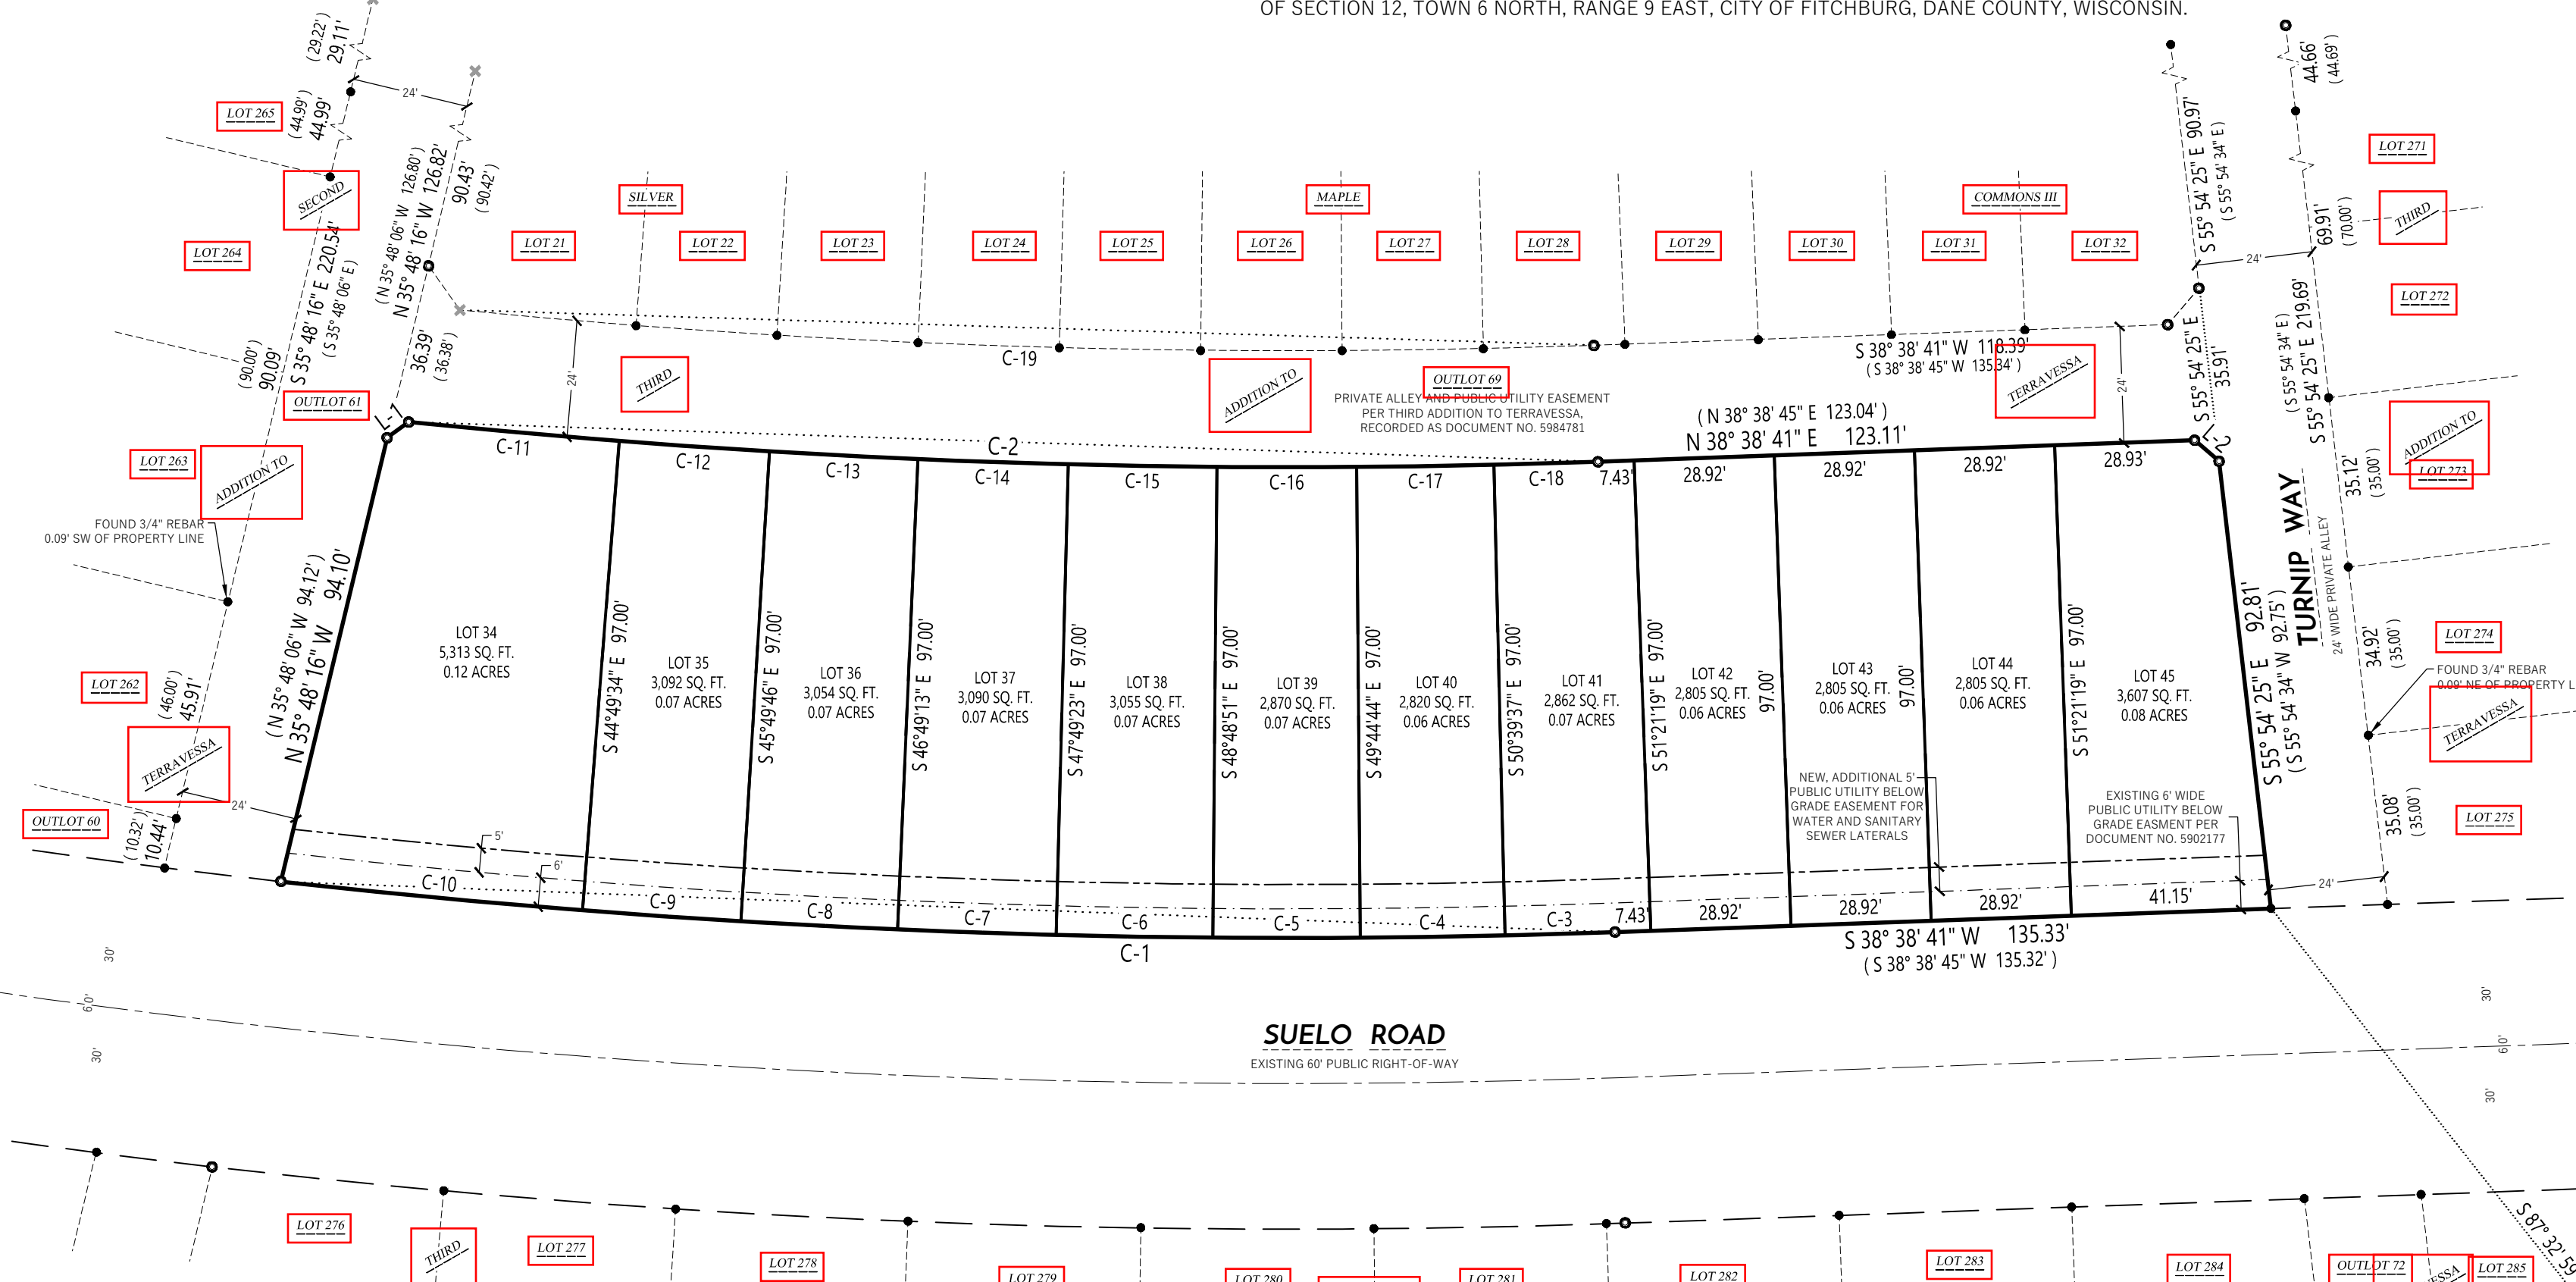 OF SECTION 12, TOWN 6 NORTH, RANGE 9 EAST, CITY OF FITCHBURG, DANE COUNTY, WISCONSIN.
( 29.22' )
29.11'
24'
( 44.99' )
44.99'
LOT 265
SECOND
LOT 264
( N 35° 48' 06" W 126.80' )
N 35° 48' 16" W 126.82'
90.43'
( 90.42' )
S 35° 48' 16" E 220.54'
( S 35° 48' 06" E )
( 90.00' )
90.09'
36.39'
( 36.38' )
OUTLOT 61
L-1
LOT 263
ADDITION TO
FOUND 3/4" REBAR
0.09' SW OF PROPERTY LINE
LOT 262
( 46.00' )
45.91'
TERRAVESSA
24'
OUTLOT 60
( 10.32' )
10.44'
( N 35° 48' 06" W 94.12' )
N 35° 48' 16" W 94.10'
SILVER
MAPLE
COMMONS III
LOT 21
LOT 22
LOT 23
LOT 24
LOT 25
LOT 26
LOT 27
LOT 28
LOT 29
LOT 30
LOT 31
LOT 32
C-19
24'
THIRD
ADDITION TO
OUTLOT 69
TERRAVESSA
PRIVATE ALLEY AND PUBLIC UTILITY EASEMENT
PER THIRD ADDITION TO TERRAVESSA,
RECORDED AS DOCUMENT NO. 5984781
S 38° 38' 41" W 118.39'
( S 38° 38' 45" W 135.34' )
24'
( N 38° 38' 45" E 123.04' )
N 38° 38' 41" E 123.11'
C-2
C-11
C-12
C-13
C-14
C-15
C-16
C-17
C-18
7.43'
28.92'
28.92'
28.92'
28.93'
L-2
44.66'
( 44.69' )
S 55° 54' 25" E 90.97'
( S 55° 54' 34" E )
LOT 271
69.91'
( 70.00' )
THIRD
24'
S 55° 54' 25" E
35.91'
( S 55° 54' 34" E )
S 55° 54' 25" E 219.69'
LOT 272
ADDITION TO
LOT 273
35.12'
( 35.00' )
TURNIP WAY
24' WIDE PRIVATE ALLEY
S 55° 54' 25" E 92.81'
( S 55° 54' 34" W 92.75' )
34.92'
( 35.00' )
LOT 274
FOUND 3/4" REBAR
0.09' NE OF PROPERTY L
TERRAVESSA
35.08'
( 35.00' )
LOT 275
24'
LOT 34
5,313 SQ. FT.
0.12 ACRES
S 44°49'34" E 97.00'
LOT 35
3,092 SQ. FT.
0.07 ACRES
S 45°49'46" E 97.00'
LOT 36
3,054 SQ. FT.
0.07 ACRES
S 46°49'13" E 97.00'
LOT 37
3,090 SQ. FT.
0.07 ACRES
S 47°49'23" E 97.00'
LOT 38
3,055 SQ. FT.
0.07 ACRES
S 48°48'51" E 97.00'
LOT 39
2,870 SQ. FT.
0.07 ACRES
S 49°44'44" E 97.00'
LOT 40
2,820 SQ. FT.
0.06 ACRES
S 50°39'37" E 97.00'
LOT 41
2,862 SQ. FT.
0.07 ACRES
S 51°21'19" E 97.00'
LOT 42
2,805 SQ. FT.
0.06 ACRES
97.00'
LOT 43
2,805 SQ. FT.
0.06 ACRES
97.00'
LOT 44
2,805 SQ. FT.
0.06 ACRES
S 51°21'19" E 97.00'
LOT 45
3,607 SQ. FT.
0.08 ACRES
NEW, ADDITIONAL 5'
PUBLIC UTILITY BELOW
GRADE EASEMENT FOR
WATER AND SANITARY
SEWER LATERALS
EXISTING 6' WIDE
PUBLIC UTILITY BELOW
GRADE EASMENT PER
DOCUMENT NO. 5902177
5'
6'
C-10
C-9
C-8
C-7
C-6
C-5
C-4
C-3
7.43'
28.92'
28.92'
28.92'
41.15'
C-1
S 38° 38' 41" W 135.33'
( S 38° 38' 45" W 135.32' )
30'
60'
30'
SUELO ROAD
EXISTING 60' PUBLIC RIGHT-OF-WAY
30'
60'
30'
S 87° 32' 59
LOT 276
THIRD
LOT 277
LOT 278
LOT 279
LOT 280
LOT 281
LOT 282
LOT 283
LOT 284
OUTLOT 72
LOT 285